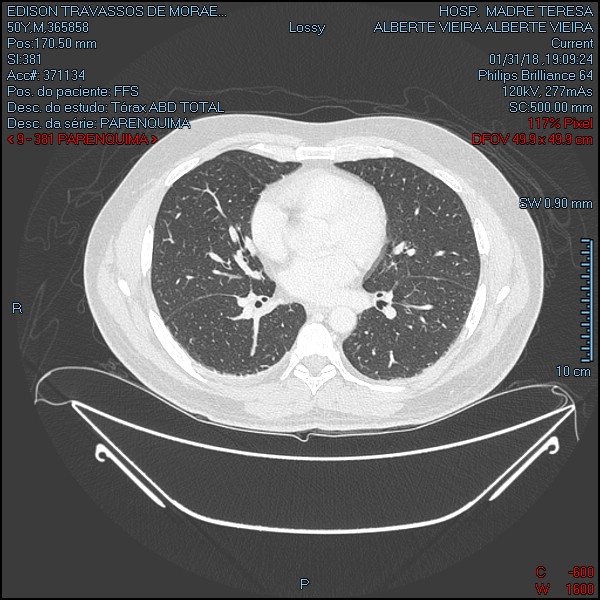 EDISON TRAVASSOS DE MORAE...
50Y,M,365858
Pos:170.50 mm
SI:381
Acc#: 371134
Pos. do paciente: FFS
Desc. do estudo: Tórax ABD TOTAL
Desc. da série: PARENQUIMA
< 9 - 381 PARENQUIMA >
Lossy
HOSP. MADRE TERESA
ALBERTE VIEIRA ALBERTE VIEIRA
Current
01/31/18 ,19:09:24
Philips Brilliance 64
120kV, 277mAs
SC:500.00 mm
117% Pixel
DFOV 49.9 x 49.9 cm
SW 0.90 mm
R
10 cm
P
C -600
W 1600